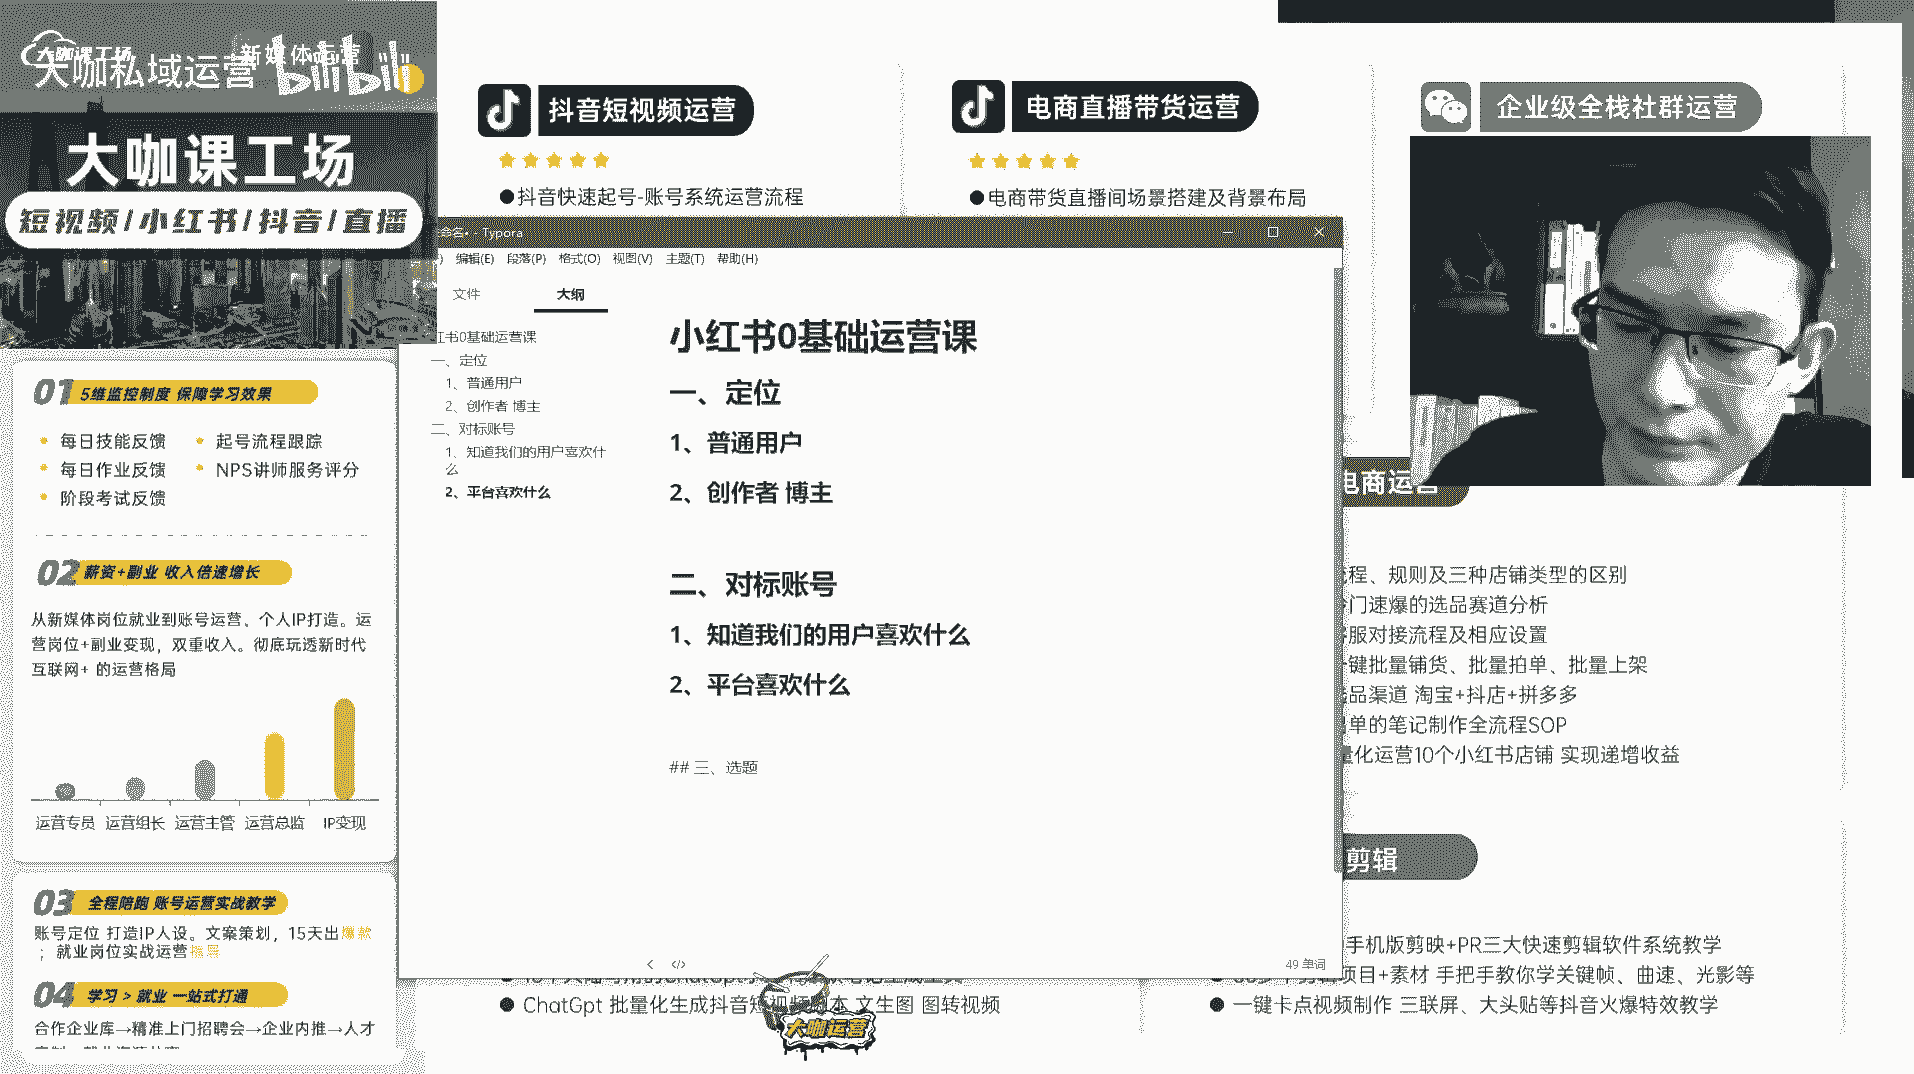 大咖课工场
新媒体运营
大咖私域运营
bilibili
大咖课工场
短视频/小红书/抖音/直播
01 5维监控制度 保障学习效果
每日技能反馈
起号流程跟踪
每日作业反馈
NPS讲师服务评分
阶段考试反馈
02 薪资+副业 收入倍速增长
从新媒体岗位就业到账号运营、个人IP打造。运
营岗位+副业变现，双重收入。彻底玩透新时代
互联网+ 的运营格局
运营专员 运营组长 运营主管 运营总监 IP变现
03 全程陪跑 账号运营实战教学
账号定位 打造IP人设。文案策划，15天出爆款
；就业岗位实战运营指导
04 学习 > 就业 一站式打通
合作企业库→精准上门招聘会→企业内推→人才
抖音短视频运营
●抖音快速起号-账号系统运营流程
电商直播带货运营
●电商带货直播间场景搭建及背景布局
企业级全栈社群运营
命名• - Typora
编辑(E) 段落(P) 格式(O) 视图(V) 主题(T) 帮助(H)
文件
大纲
红书0基础运营课
一、定位
1、普通用户
2、创作者 博主
二、对标账号
1、知道我们的用户喜欢什
么
2、平台喜欢什么
小红书0基础运营课
一、定位
1、普通用户
2、创作者 博主
二、对标账号
1、知道我们的用户喜欢什么
2、平台喜欢什么
## 三、选题
49 单词
电商运营
程、规则及三种店铺类型的区别
门速爆的选品赛道分析
客服对接流程及相应设置
一键批量铺货、批量拍单、批量上架
选品渠道 淘宝+抖店+拼多多
出单的笔记制作全流程SOP
量化运营10个小红书店铺 实现递增收益
剪辑
手机版剪映+PR三大快速剪辑软件系统教学
项目+素材 手把手教你学关键帧、曲速、光影等
● 一键卡点视频制作 三联屏、大头贴等抖音火爆特效教学
● ChatGpt 批量化生成抖音短视频脚本 文生图 图转视频
大咖运营